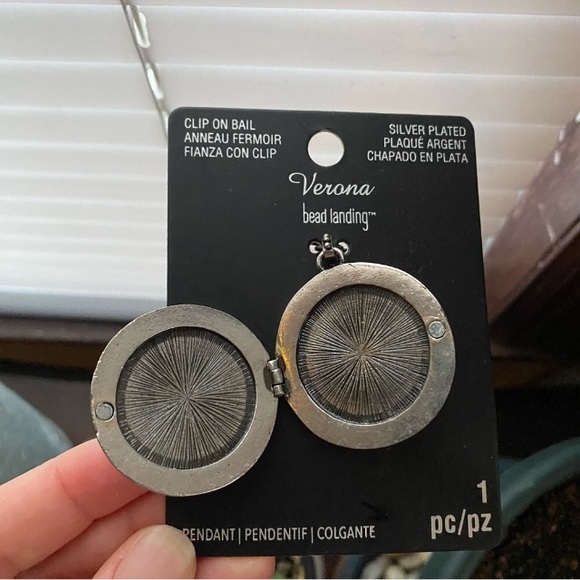 CLIP ON BAIL
ANNEAU FERMOIR
FIANZA CON CLIP
SILVER PLATED
PLAQUÉ ARGENT
CHAPADO EN PLATA
Verona
bead landing™
1
pc/pz
PENDANT | PENDENTIF | COLGANTE